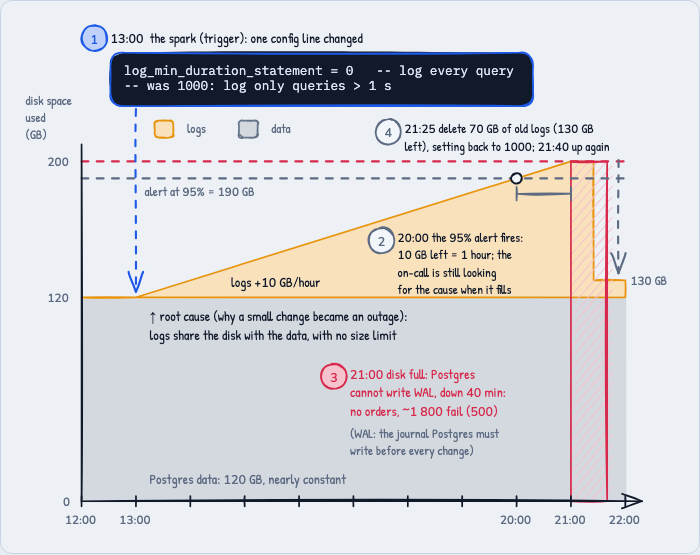 1 13:00 the spark (trigger): one config line changed
log_min_duration_statement = 0 -- log every query
-- was 1000: log only queries > 1 s
disk space
used
(GB)
logs
data
4 21:25 delete 70 GB of old logs (130 GB
left), setting back to 1000; 21:40 up again
200
alert at 95% = 190 GB
2 20:00 the 95% alert fires:
10 GB left = 1 hour; the
on-call is still looking
for the cause when it fills
logs +10 GB/hour
130 GB
120
↑ root cause (why a small change became an outage):
logs share the disk with the data, with no size limit
3 21:00 disk full: Postgres
cannot write WAL, down 40 min:
no orders, ~1 800 fail (500)
(WAL: the journal Postgres must
write before every change)
Postgres data: 120 GB, nearly constant
0
12:00 13:00 20:00 21:00 22:00